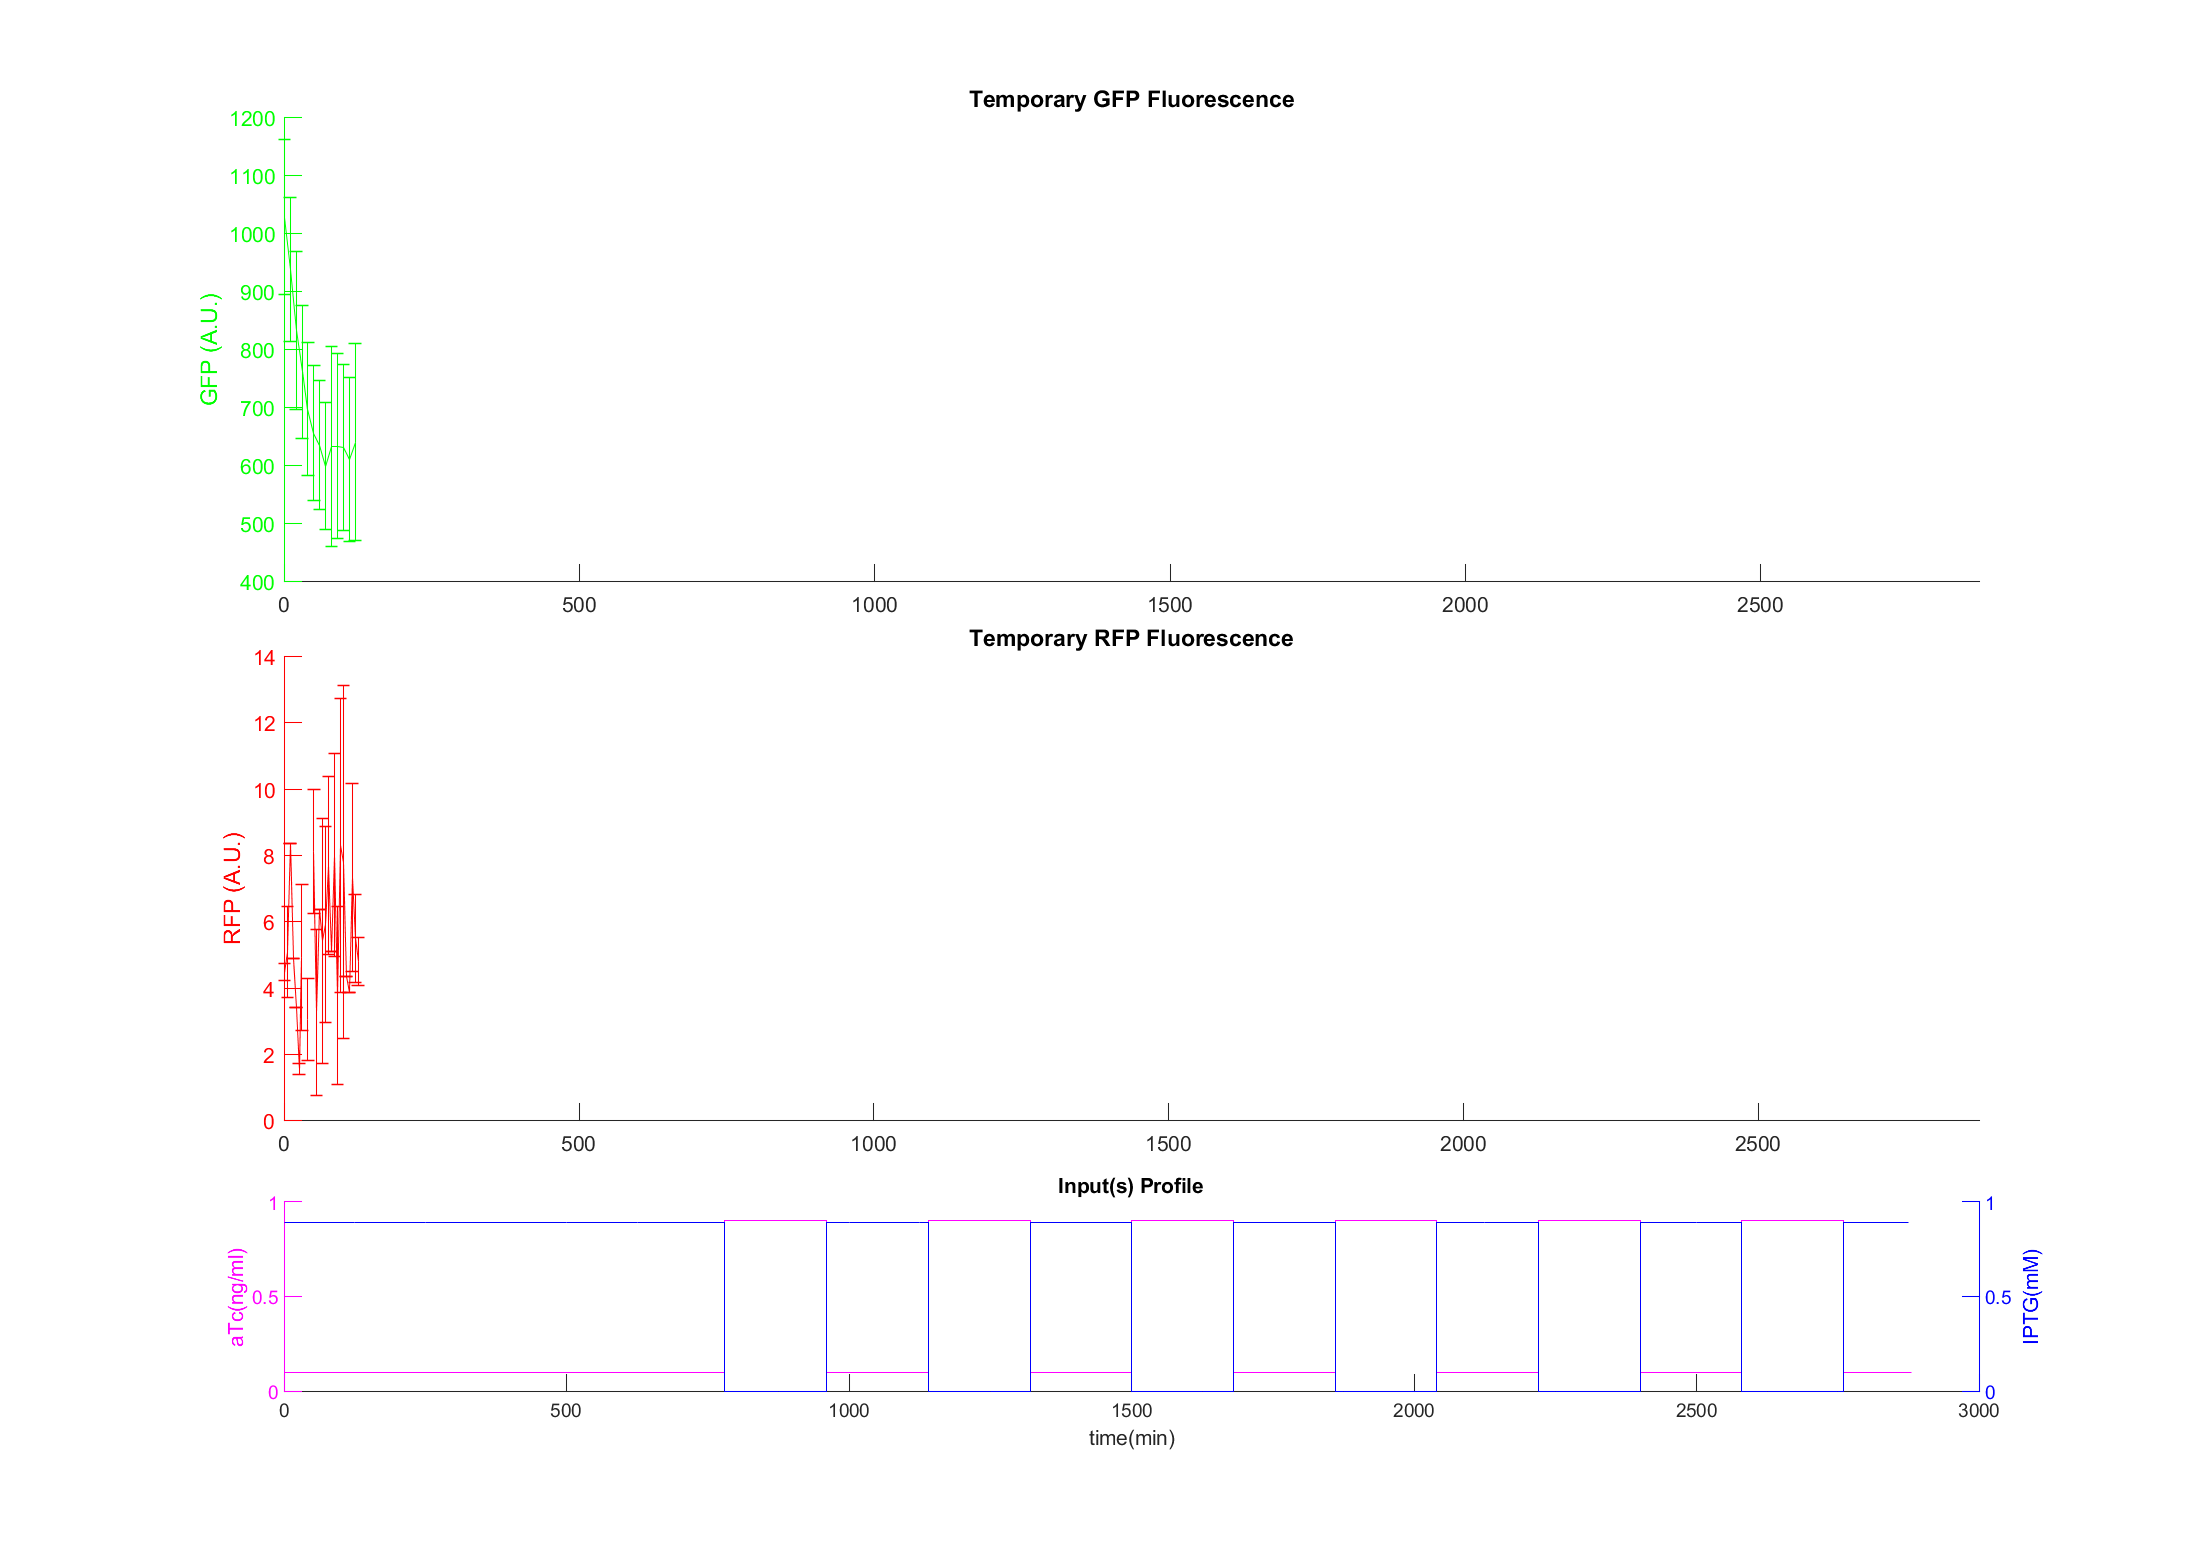 Temporary GFP Fluorescence
1200
1100
1000
900
800
700
600
500
400
GFP (A.U.)
0 500 1000 1500 2000 2500
Temporary RFP Fluorescence
14
12
10
8
6
4
2
0
RFP (A.U.)
0 500 1000 1500 2000 2500
Input(s) Profile
1
0.5
0
aTc(ng/ml)
1
0.5
0
IPTG(mM)
0 500 1000 1500 2000 2500 3000
time(min)